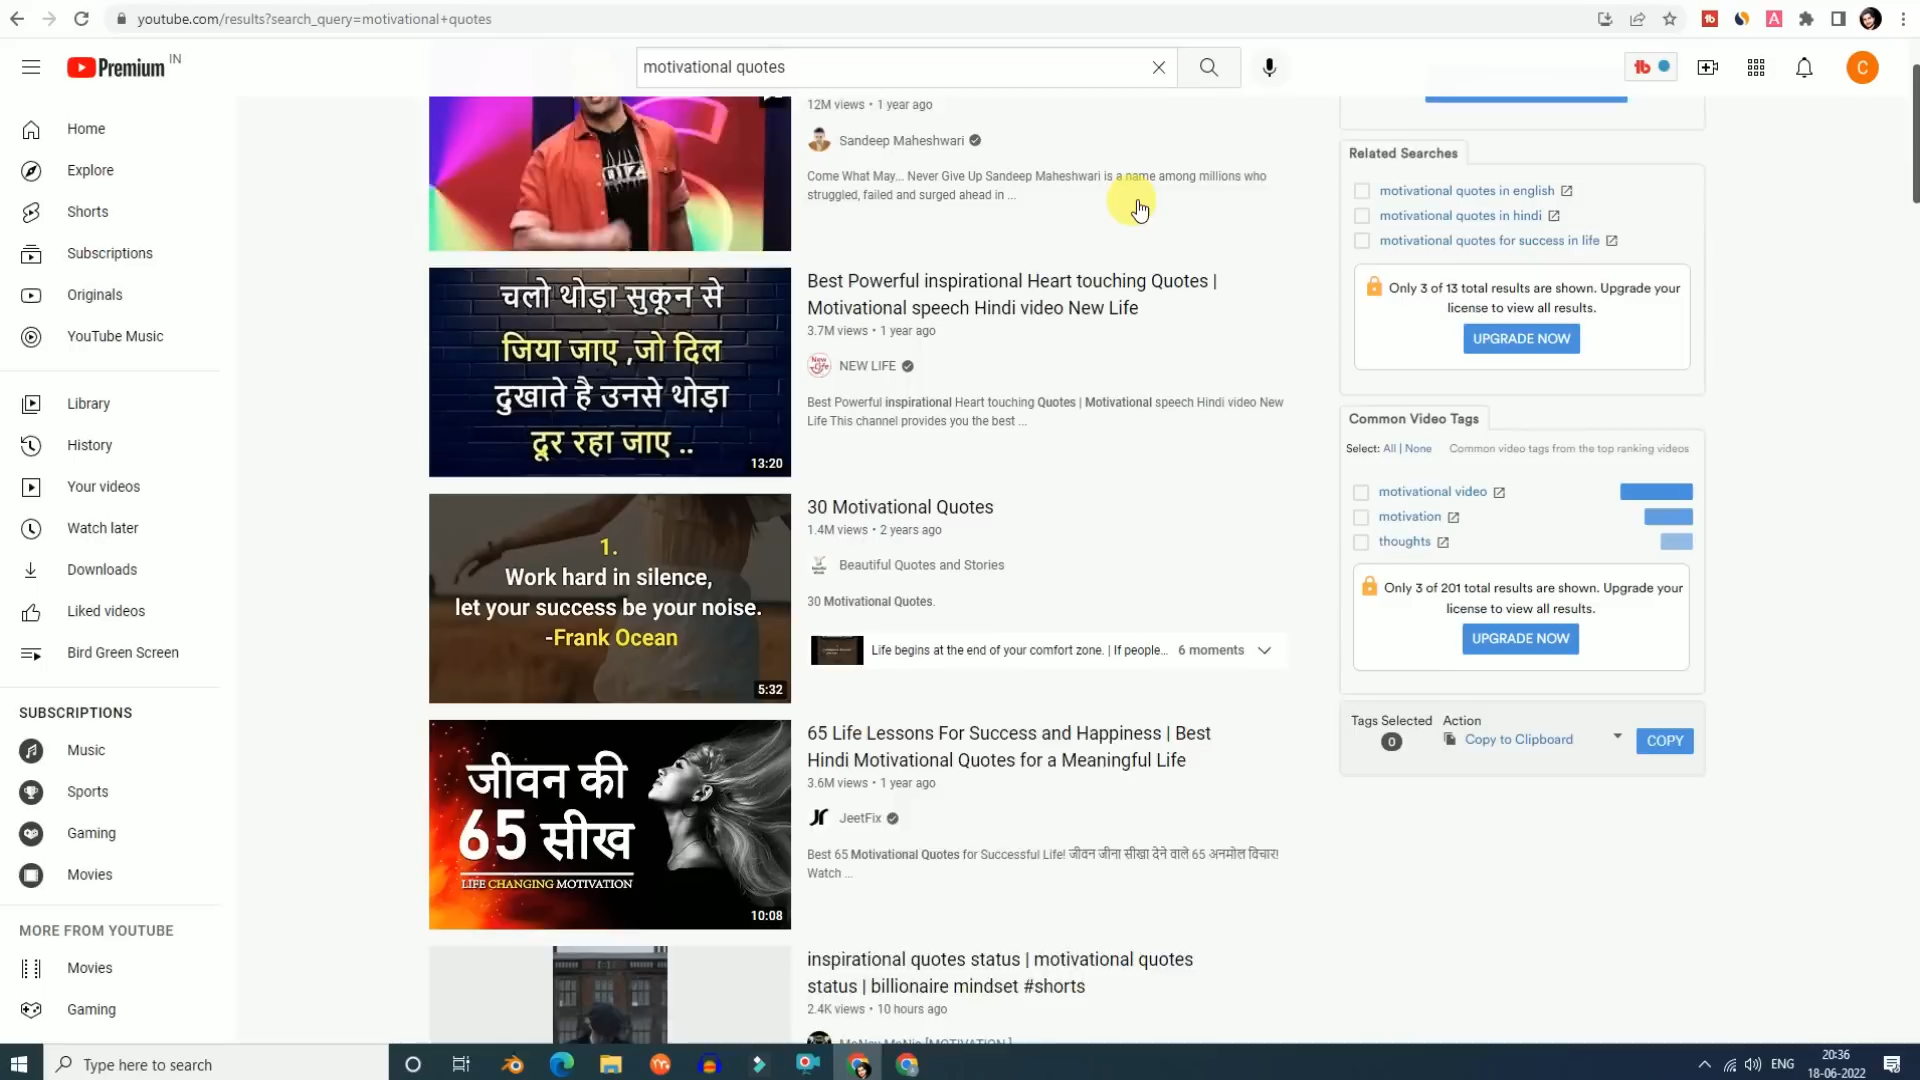 youtube.com/results?search_query=motivational+quotes
Premium IN
motivational quotes
C
Home
Explore
Shorts
Subscriptions
Originals
YouTube Music
Library
History
Your videos
Watch later
Downloads
Liked videos
Bird Green Screen
SUBSCRIPTIONS
Music
Sports
Gaming
Movies
MORE FROM YOUTUBE
Movies
Gaming
12M views • 1 year ago
Sandeep Maheshwari
Come What May... Never Give Up Sandeep Maheshwari is a name among millions who
struggled, failed and surged ahead in ...
चलो थोड़ा सुकून से
जिया जाए ,जो दिल
दुखाते है उनसे थोड़ा
दूर रहा जाए ..
13:20
Best Powerful inspirational Heart touching Quotes |
Motivational speech Hindi video New Life
3.7M views • 1 year ago
NEW LIFE
Best Powerful inspirational Heart touching Quotes | Motivational speech Hindi video New
Life This channel provides you the best ...
1.
Work hard in silence,
let your success be your noise.
-Frank Ocean
5:32
30 Motivational Quotes
1.4M views • 2 years ago
Beautiful Quotes and Stories
30 Motivational Quotes.
Life begins at the end of your comfort zone. | If people... 6 moments
जीवन की
65 सीख
LIFE CHANGING MOTIVATION
10:08
65 Life Lessons For Success and Happiness | Best
Hindi Motivational Quotes for a Meaningful Life
3.6M views • 1 year ago
JeetFix
Best 65 Motivational Quotes for Successful Life! जीवन जीना सीखा देने वाले 65 अनमोल विचार!
Watch ...
inspirational quotes status | motivational quotes
status | billionaire mindset #shorts
2.4K views • 10 hours ago
Related Searches
motivational quotes in english
motivational quotes in hindi
motivational quotes for success in life
Only 3 of 13 total results are shown. Upgrade your
license to view all results.
UPGRADE NOW
Common Video Tags
Select: All | None Common video tags from the top ranking videos
motivational video
motivation
thoughts
Only 3 of 201 total results are shown. Upgrade your
license to view all results.
UPGRADE NOW
Tags Selected Action
0 Copy to Clipboard COPY
Type here to search
ENG
20:36
18-06-2022